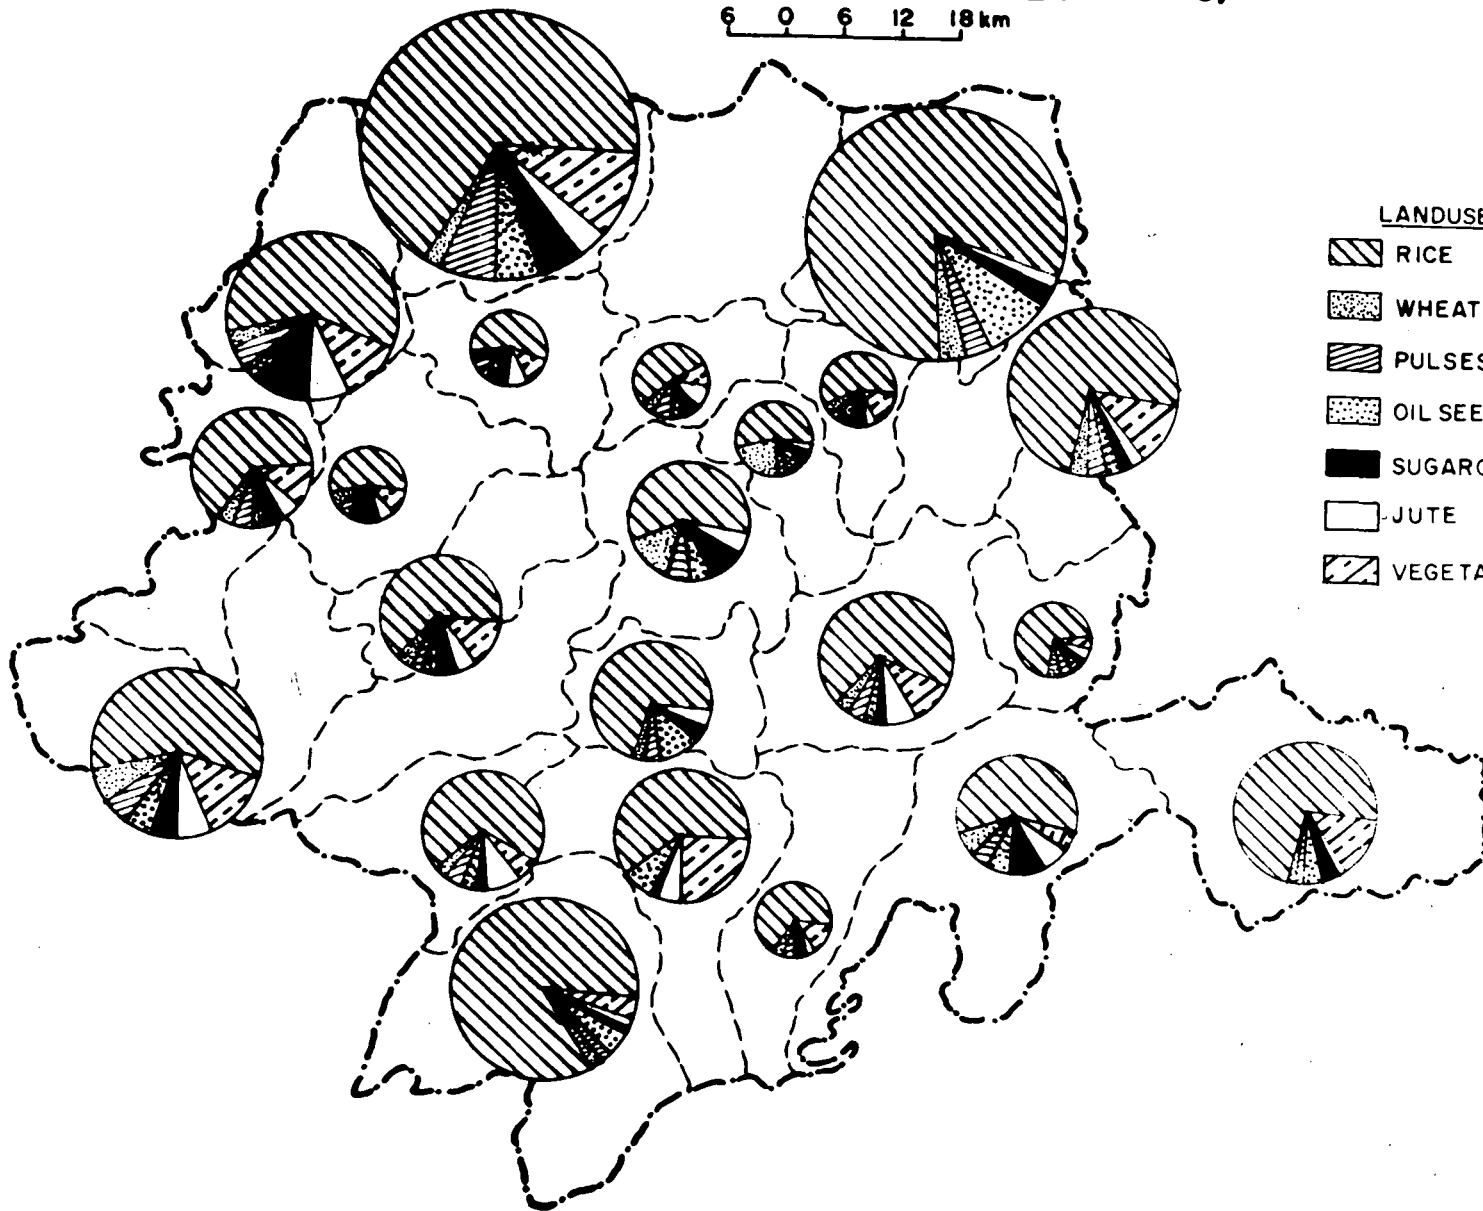 6 0 6 12 18 km
LANDUSE
RICE
WHEAT
PULSES
OIL SEE
SUGARC
JUTE
VEGETA